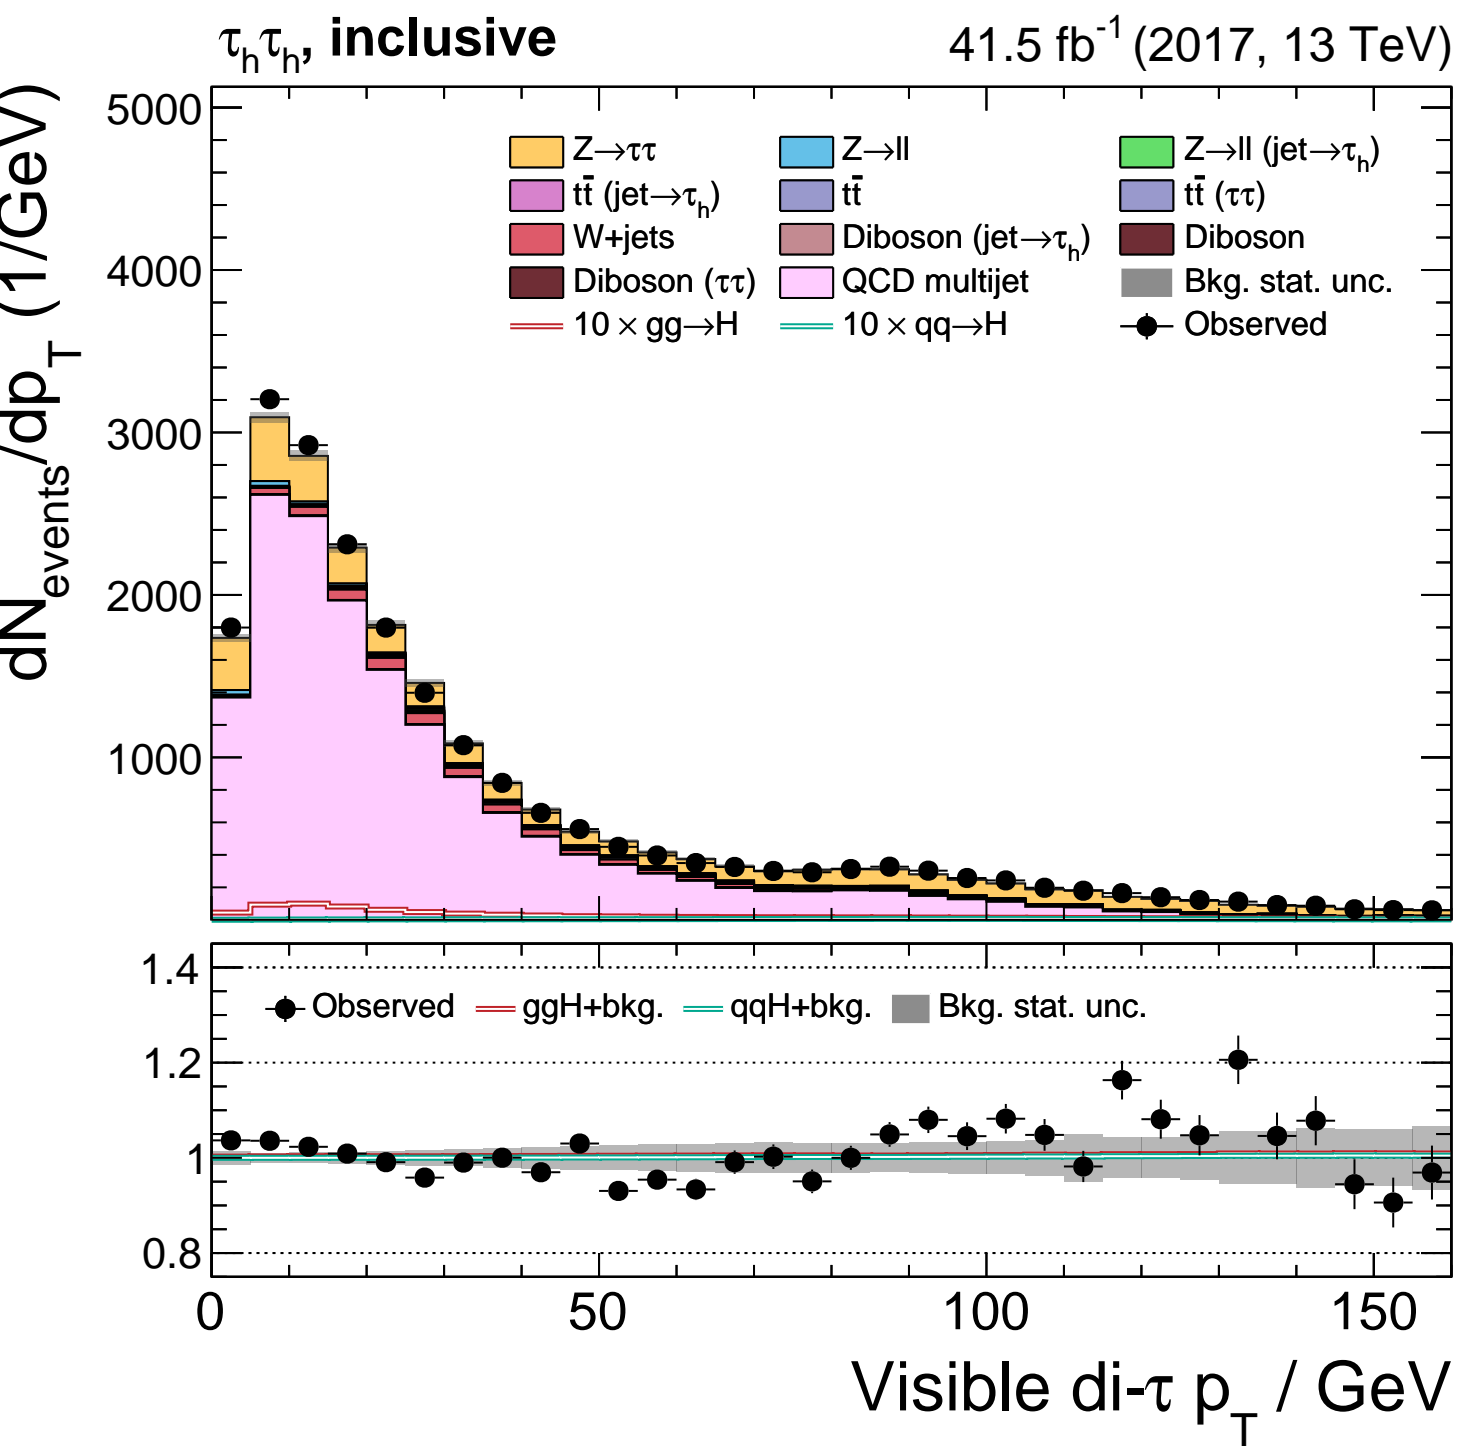 τhτh, inclusive
41.5 fb-1 (2017, 13 TeV)
dNevents/dpT (1/GeV)
5000
4000
3000
2000
1000
Z→ττ Z→ll Z→ll (jet→τh)
tt̄ (jet→τh) tt̄ tt̄ (ττ)
W+jets Diboson (jet→τh) Diboson
Diboson (ττ) QCD multijet Bkg. stat. unc.
10 × gg→H 10 × qq→H Observed
1.4
1.2
1
0.8
Observed ggH+bkg. qqH+bkg. Bkg. stat. unc.
0 50 100 150
Visible di-τ pT / GeV